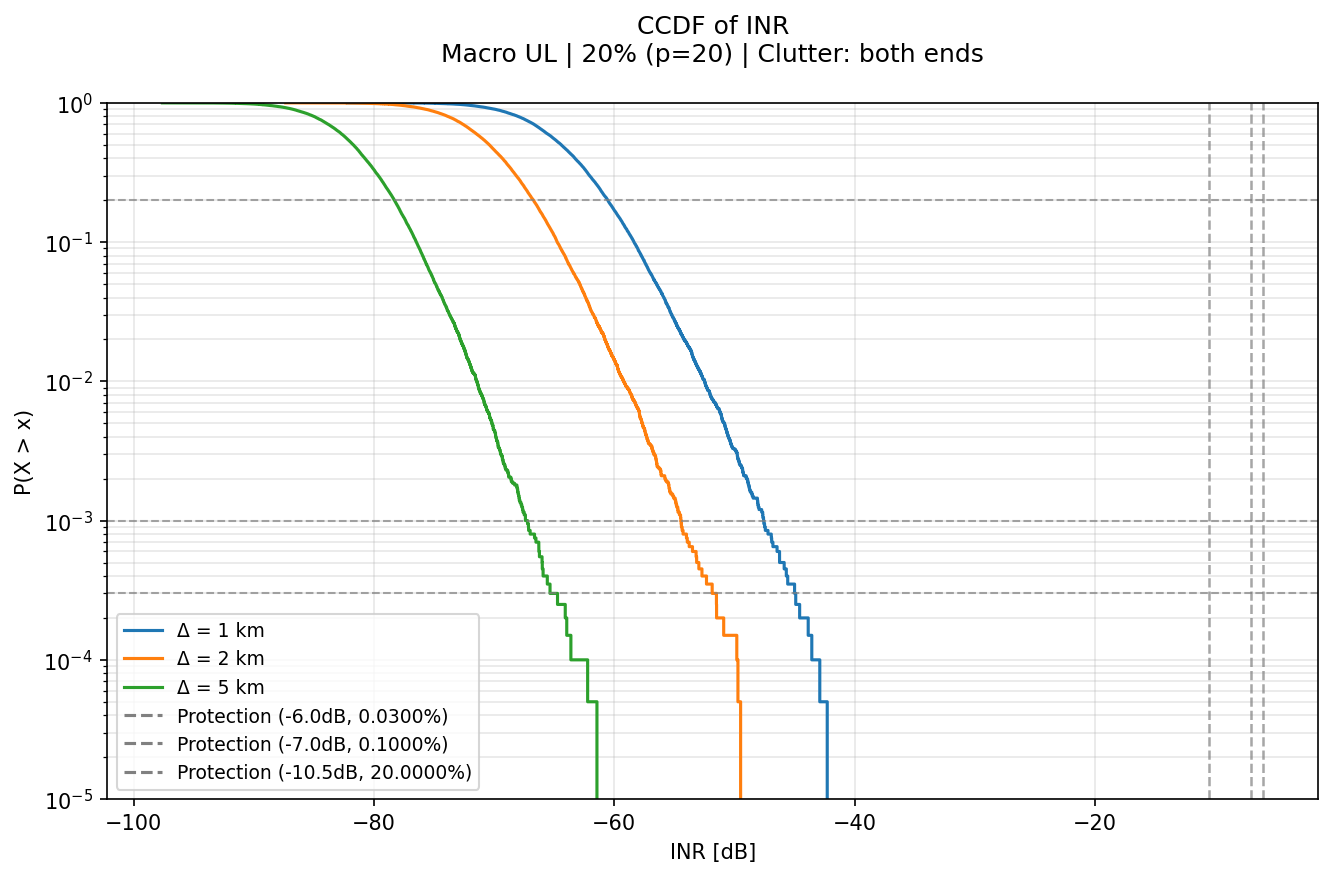 CCDF of INR
Macro UL | 20% (p=20) | Clutter: both ends
P(X > x)
10⁰
10⁻¹
10⁻²
10⁻³
10⁻⁴
10⁻⁵
Δ = 1 km
Δ = 2 km
Δ = 5 km
Protection (-6.0dB, 0.0300%)
Protection (-7.0dB, 0.1000%)
Protection (-10.5dB, 20.0000%)
−100 −80 −60 −40 −20
INR [dB]